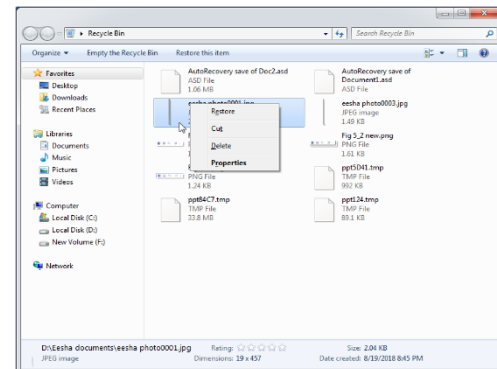 Recycle Bin
Search Recycle Bin
Organize
Empty the Recycle Bin
Restore this item
Favorites
Desktop
Downloads
Recent Places
Libraries
Documents
Music
Pictures
Videos
Computer
Local Disk (C:)
Local Disk (D:)
New Volume (F:)
Network
AutoRecovery save of Doc2.asd
ASD File
1.06 MB
AutoRecovery save of
Document1.asd
ASD File
eesha photo0001.jpg
eesha photo0003.jpg
JPEG image
1.49 KB
Restore
Cut
Delete
Properties
Fig 5_2 new.png
PNG File
1.61 KB
PNG File
1.24 KB
ppt5D41.tmp
TMP File
992 KB
ppt84C7.tmp
TMP File
33.8 MB
ppt124.tmp
TMP File
89.1 KB
D:\Eesha documents\eesha photo0001.jpg
Rating:
Size: 2.04 KB
JPEG image
Dimensions: 19 x 457
Date created: 8/19/2018 8:45 PM